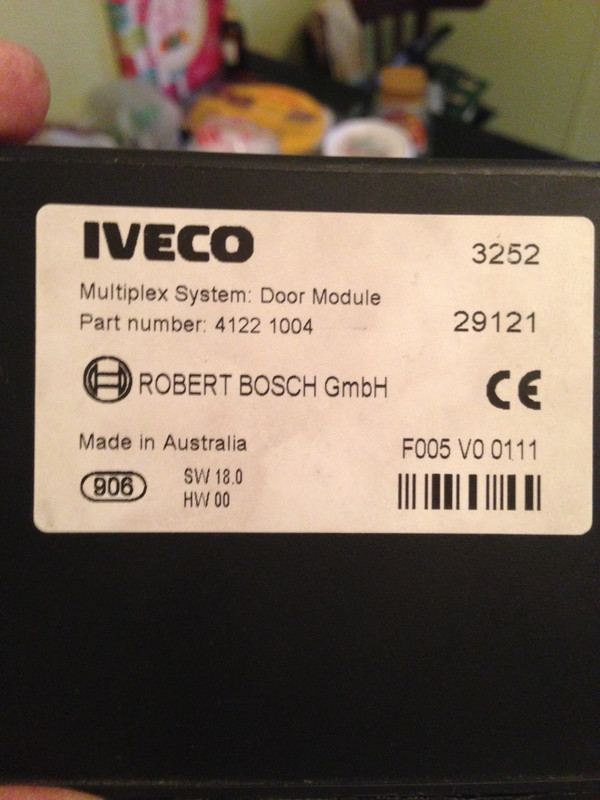 IVECO
3252
Multiplex System: Door Module
Part number: 4122 1004
29121
ROBERT BOSCH GmbH
CE
Made in Australia
F005 V0 0111
906
SW 18.0
HW 00